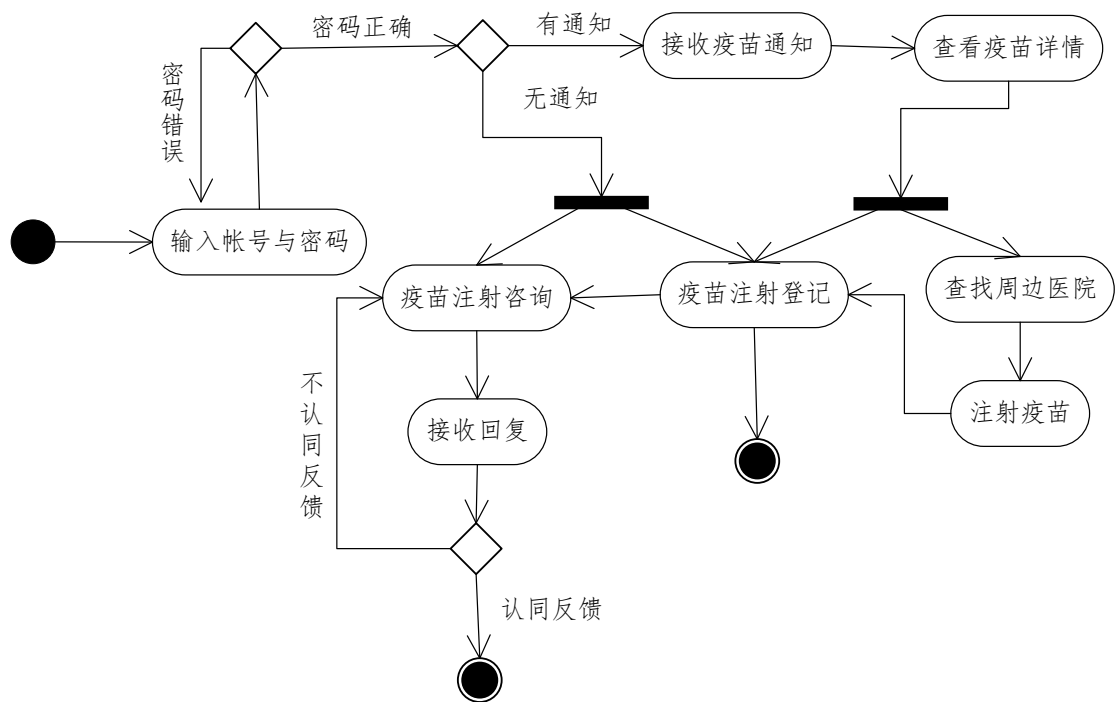 密码正确
有通知
接收疫苗通知
查看疫苗详情
密码错误
无通知
输入帐号与密码
疫苗注射咨询
疫苗注射登记
查找周边医院
不认同反馈
接收回复
注射疫苗
认同反馈